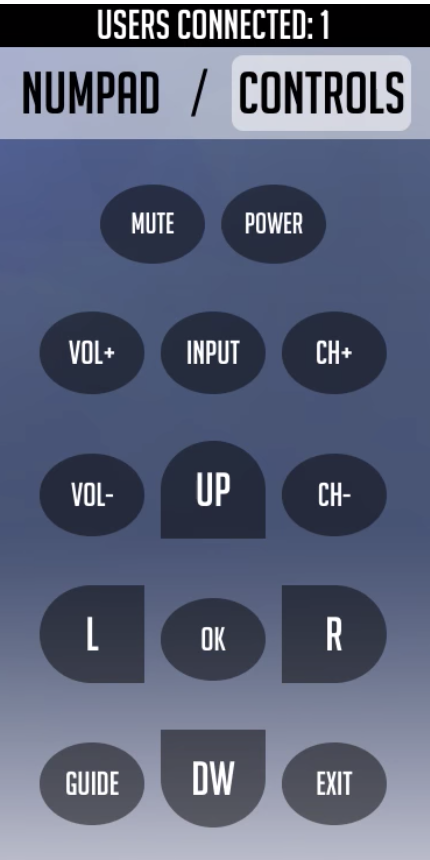 USERS CONNECTED: 1
NUMPAD / CONTROLS
MUTE POWER
VOL+ INPUT CH+
VOL- UP CH-
L OK R
GUIDE DW EXIT